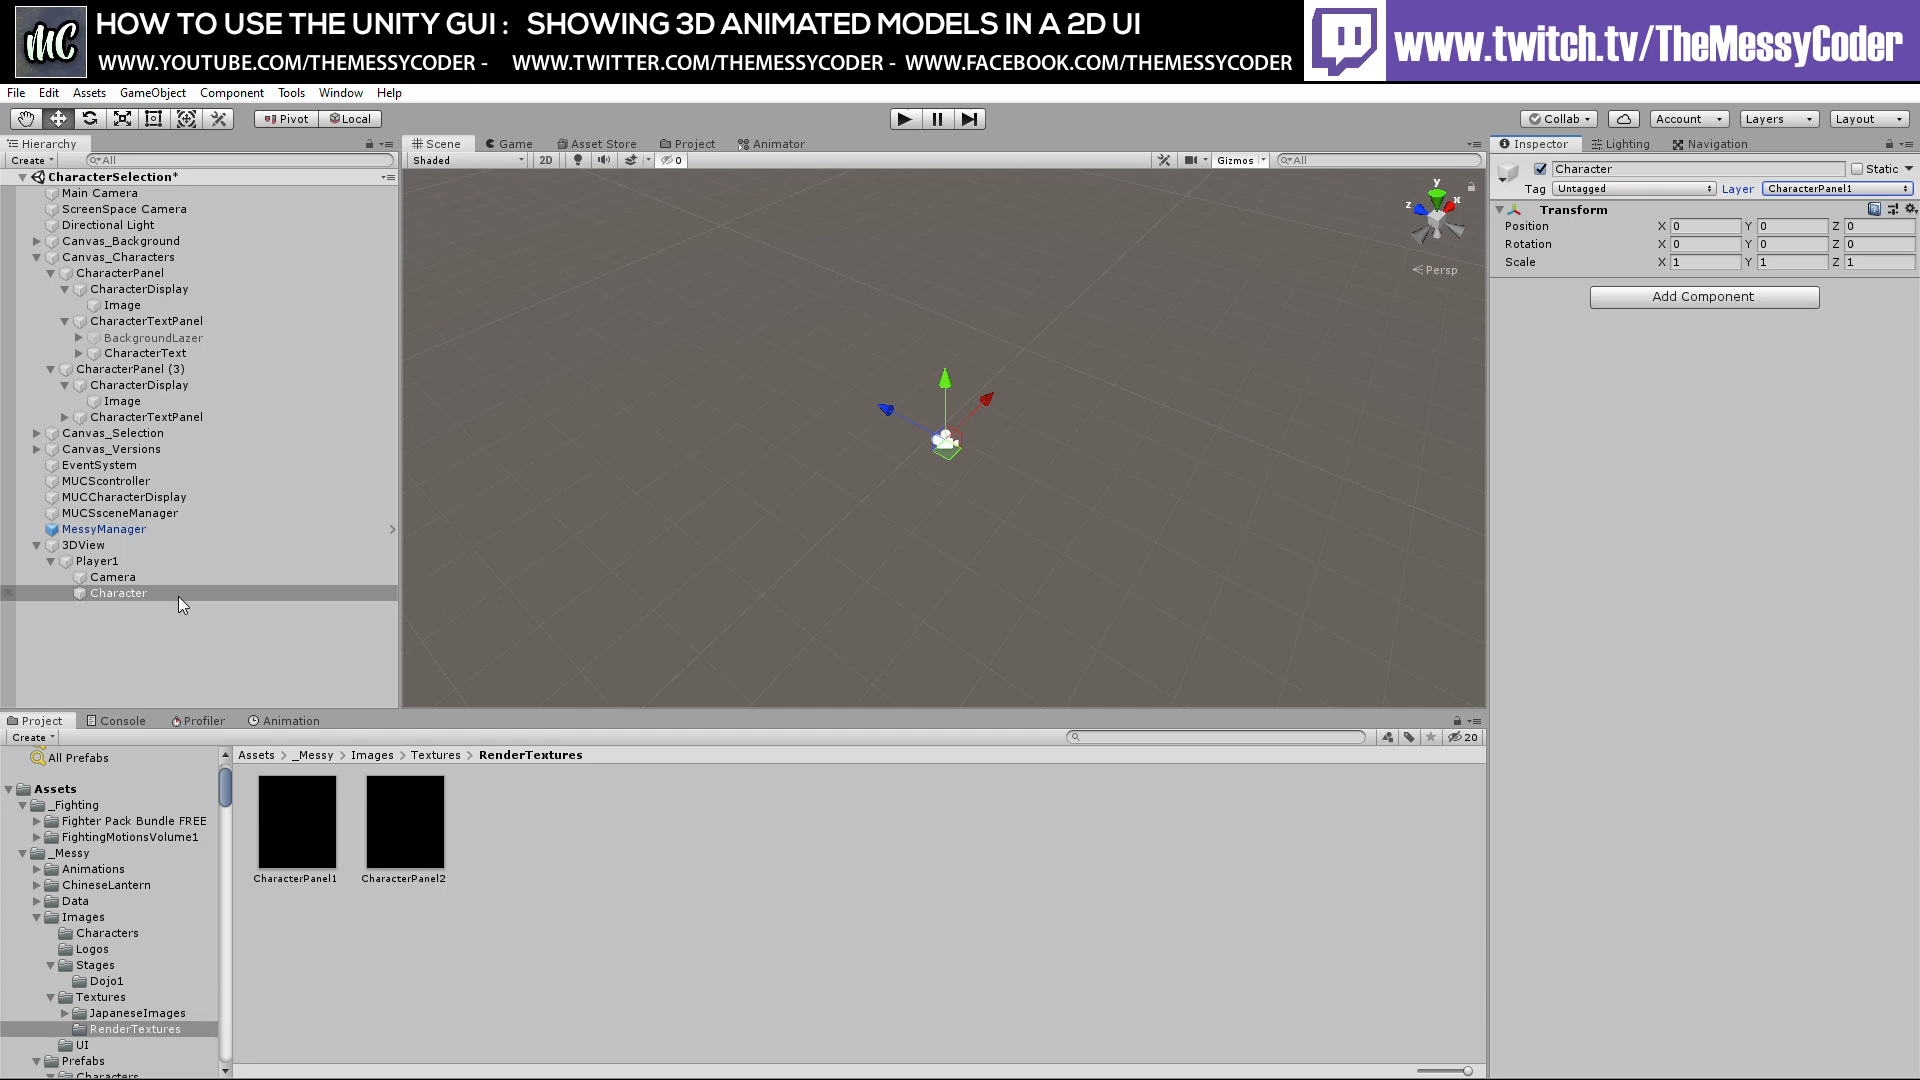 MC
HOW TO USE THE UNITY GUI : SHOWING 3D ANIMATED MODELS IN A 2D UI
WWW.YOUTUBE.COM/THEMESSYCODER - WWW.TWITTER.COM/THEMESSYCODER - WWW.FACEBOOK.COM/THEMESSYCODER
www.twitch.tv/TheMessyCoder
File Edit Assets GameObject Component Tools Window Help
Pivot Local Collab Account Layers Layout
Hierarchy
Create All
CharacterSelection*
Main Camera
ScreenSpace Camera
Directional Light
Canvas_Background
Canvas_Characters
CharacterPanel
CharacterDisplay
Image
CharacterTextPanel
BackgroundLazer
CharacterText
CharacterPanel (3)
CharacterDisplay
Image
CharacterTextPanel
Canvas_Selection
Canvas_Versions
EventSystem
MUCScontroller
MUCCharacterDisplay
MUCSsceneManager
MessyManager
3DView
Player1
Camera
Character
Scene Game Asset Store Project Animator
Shaded 2D 0 Gizmos All
y
z x
Persp
Inspector Lighting Navigation
Character Static
Tag Untagged Layer CharacterPanel1
Transform
Position X 0 Y 0 Z 0
Rotation X 0 Y 0 Z 0
Scale X 1 Y 1 Z 1
Add Component
Project Console Profiler Animation
Create 20
All Prefabs
Assets
_Fighting
Fighter Pack Bundle FREE
FightingMotionsVolume1
_Messy
Animations
ChineseLantern
Data
Images
Characters
Logos
Stages
Dojo1
Textures
JapaneseImages
RenderTextures
UI
Prefabs
Characters
Assets > _Messy > Images > Textures > RenderTextures
CharacterPanel1 CharacterPanel2